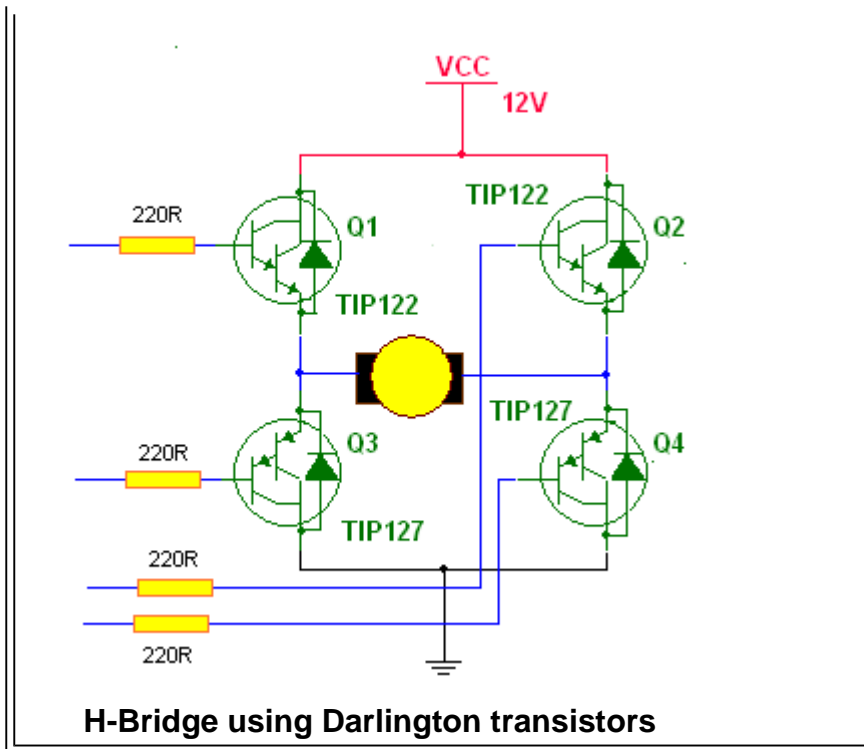 VCC
12V
TIP122
220R
Q1
Q2
TIP122
TIP127
220R
Q3
Q4
TIP127
220R
220R
H-Bridge using Darlington transistors